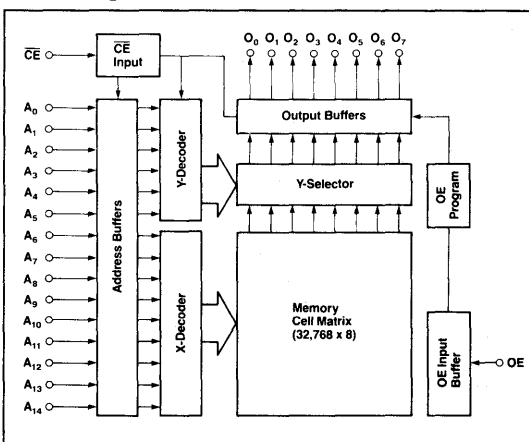 C̅E̅
C̅E̅
Input
O₀ O₁ O₂ O₃ O₄ O₅ O₆ O₇
A₀
A₁
A₂
A₃
A₄
A₅
A₆
A₇
A₈
A₉
A₁₀
A₁₁
A₁₂
A₁₃
A₁₄
Address Buffers
Y-Decoder
X-Decoder
Output Buffers
Y-Selector
Memory
Cell Matrix
(32,768 x 8)
OE
Program
OE Input
Buffer
OE